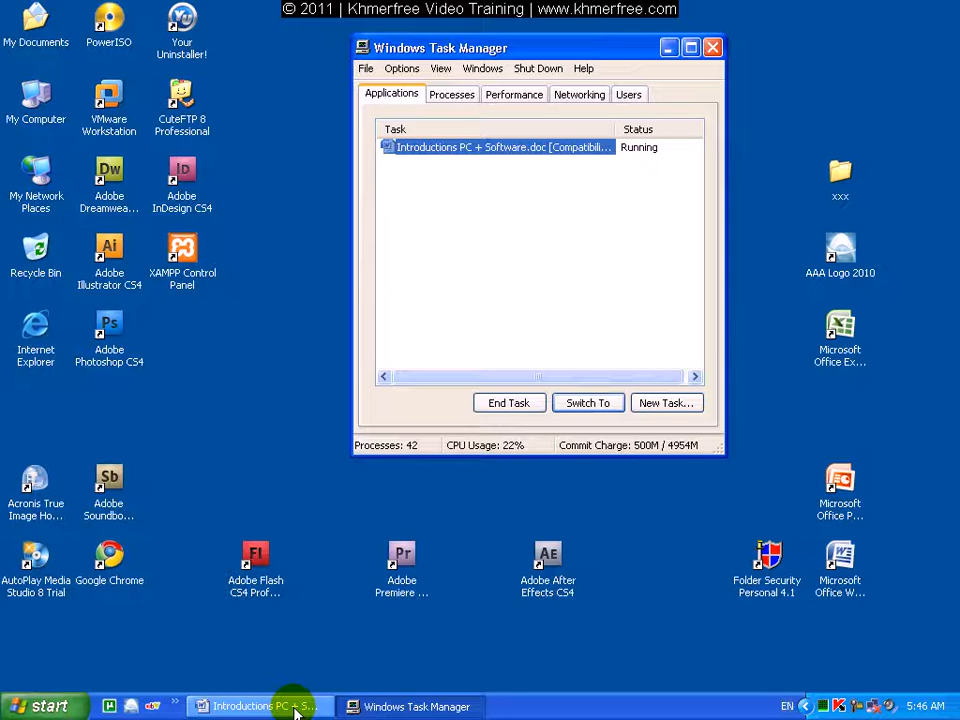 © 2011 | Khmerfree Video Training | www.khmerfree.com
My Documents
PowerISO
Your
Uninstaller!
My Computer
VMware
Workstation
CuteFTP 8
Professional
My Network
Places
Adobe
Dreamwea...
Adobe
InDesign CS4
Recycle Bin
Adobe
Illustrator CS4
XAMPP Control
Panel
Internet
Explorer
Adobe
Photoshop CS4
Acronis True
Image Ho...
Adobe
Soundbo...
AutoPlay Media
Studio 8 Trial
Google Chrome
Adobe Flash
CS4 Prof...
Adobe
Premiere ...
Adobe After
Effects CS4
Folder Security
Personal 4.1
Microsoft
Office W...
Microsoft
Office P...
Microsoft
Office Ex...
AAA Logo 2010
xxx
Windows Task Manager
File Options View Windows Shut Down Help
Applications Processes Performance Networking Users
Task Status
Introductions PC + Software.doc [Compatibili... Running
End Task Switch To New Task...
Processes: 42 CPU Usage: 22% Commit Charge: 500M / 4954M
start Introductions PC + S... Windows Task Manager EN 5:46 AM